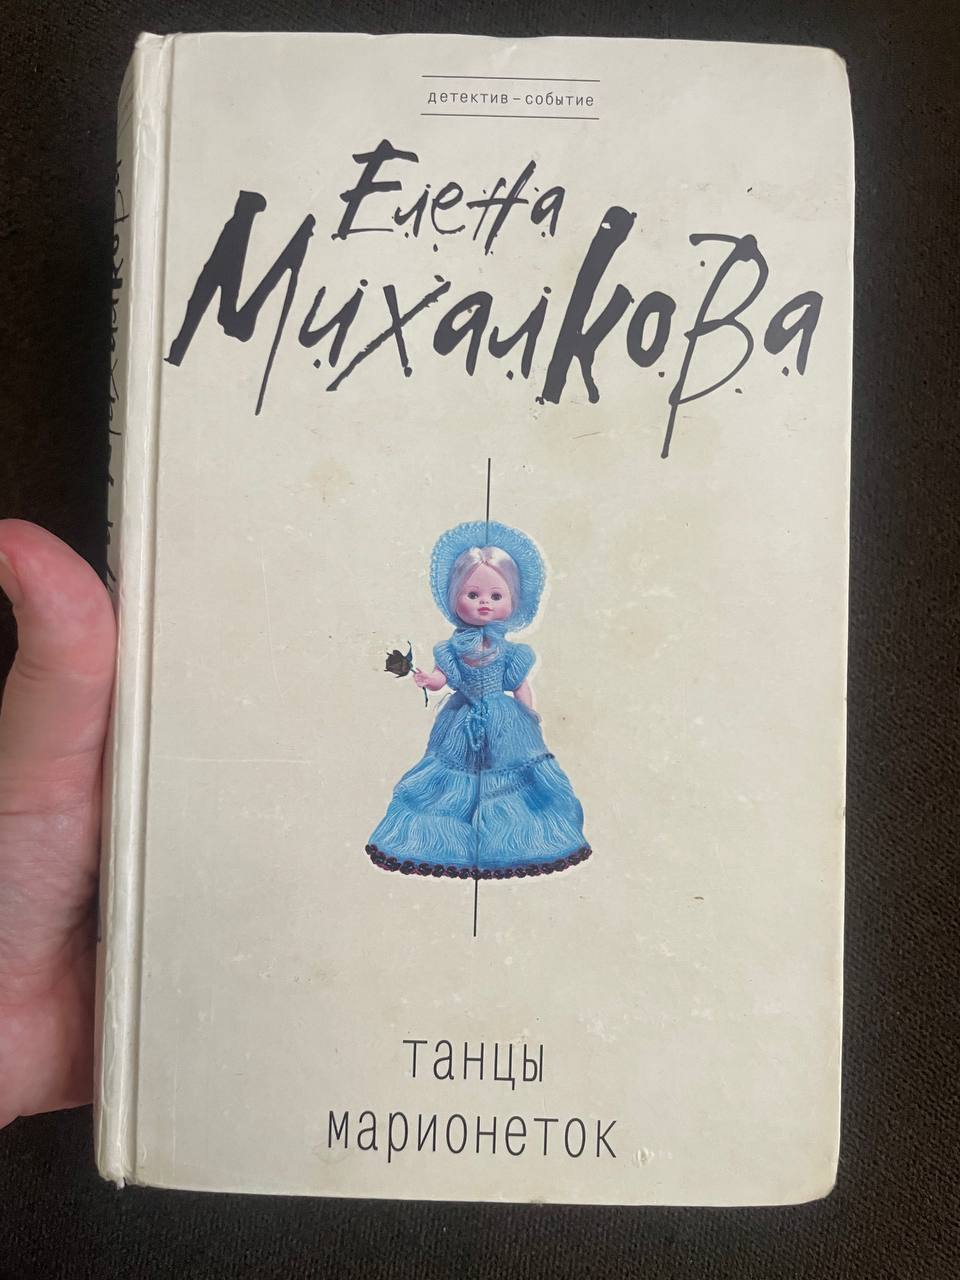 детектив–событие
Елена
Михалкова
танцы
марионеток